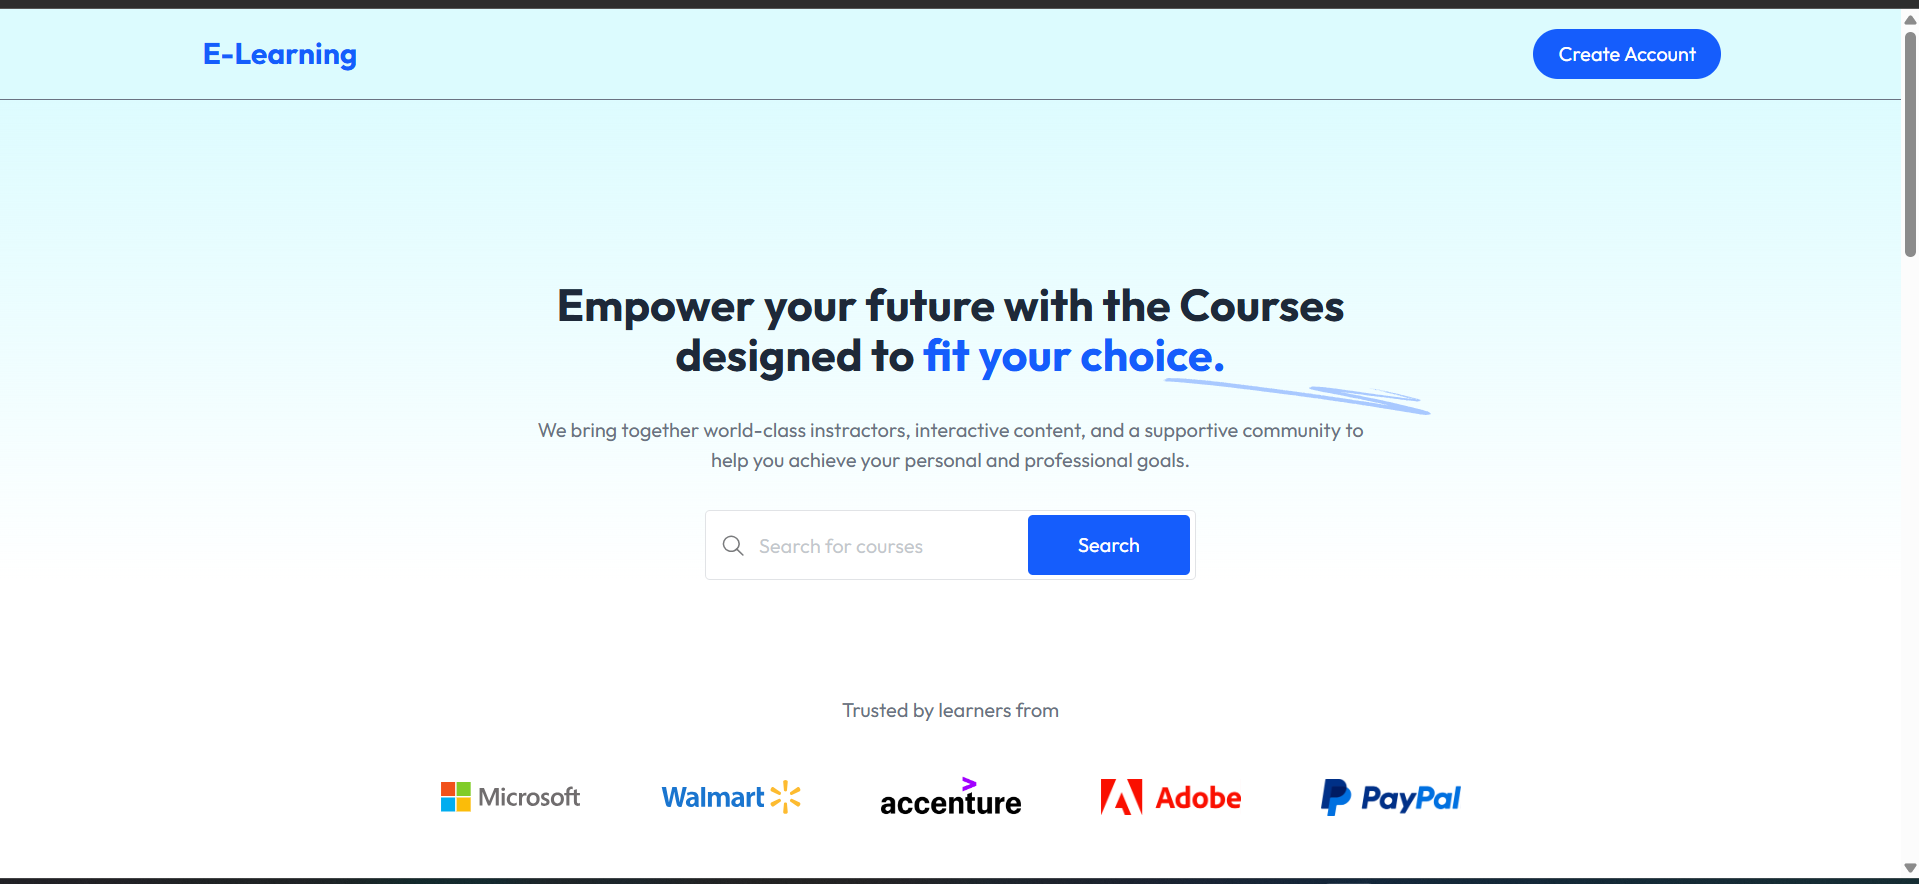 E-Learning
Create Account
Empower your future with the Courses
designed to fit your choice.
We bring together world-class instractors, interactive content, and a supportive community to
help you achieve your personal and professional goals.
Search for courses
Search
Trusted by learners from
Microsoft
Walmart
accenture
Adobe
PayPal